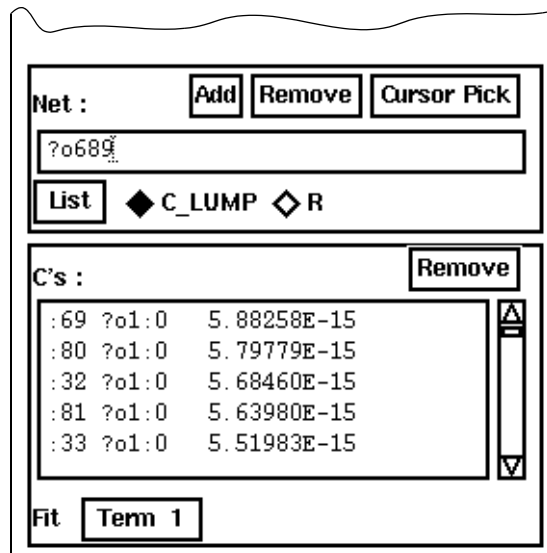 Net : Add Remove Cursor Pick
?o689
List C_LUMP R
C's : Remove
:69 ?o1:0 5.88258E-15
:80 ?o1:0 5.79779E-15
:32 ?o1:0 5.68460E-15
:81 ?o1:0 5.63980E-15
:33 ?o1:0 5.51983E-15
Fit Term 1